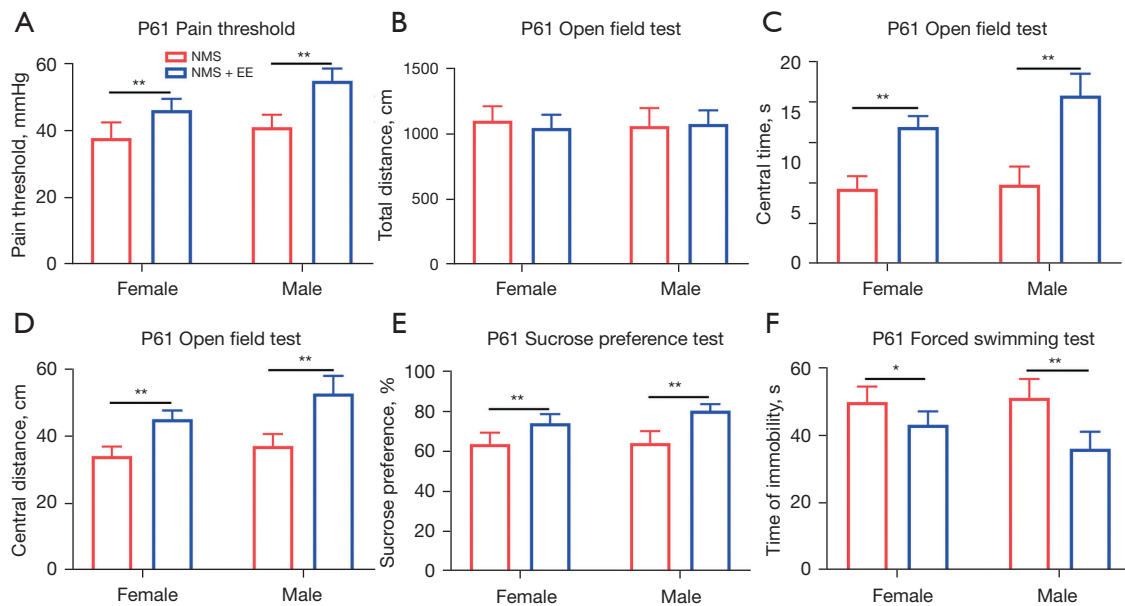 A
P61 Pain threshold
NMS
NMS + EE
**
**
Pain threshold, mmHg
60
40
20
0
Female
Male
B
P61 Open field test
Total distance, cm
1500
1000
500
0
Female
Male
C
P61 Open field test
**
**
Central time, s
20
15
10
5
0
Female
Male
D
P61 Open field test
**
**
Central distance, cm
60
40
20
0
Female
Male
E
P61 Sucrose preference test
**
**
Sucrose preference, %
100
80
60
40
20
0
Female
Male
F
P61 Forced swimming test
*
**
Time of immobility, s
60
40
20
0
Female
Male